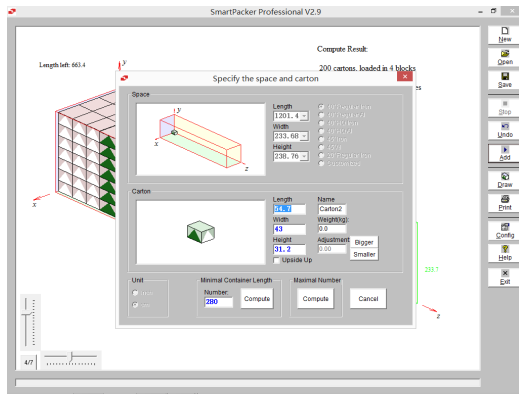 SmartPacker Professional V2.9
Compute Result:
Length left: 663.4
y
200 cartons, loaded in 4 blocks
x
z
233.7
4/7
New
Open
Save
Stop
Undo
Add
Draw
Print
Config
Help
Exit
Specify the space and carton
Space
y
x
z
Length
1201.4
Width
233.68
Height
238.76
Carton
Length
54.7
Width
43
Height
31.2
Upside Up
Name
Carton2
Weight(kg):
0.0
Adjustment
0.00
Bigger
Smaller
Unit
Minimal Container Length
Number:
280
Compute
Maximal Number
Compute
Cancel